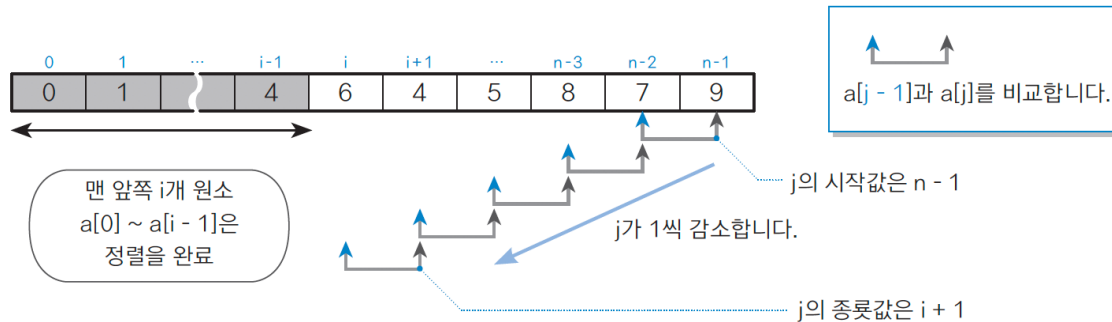 0 1 … i-1 i i+1 … n-3 n-2 n-1
0 1 4 6 4 5 8 7 9
a[j - 1]과 a[j]를 비교합니다.
맨 앞쪽 i개 원소
a[0] ~ a[i - 1]은
정렬을 완료
j의 시작값은 n - 1
j가 1씩 감소합니다.
j의 종룟값은 i + 1